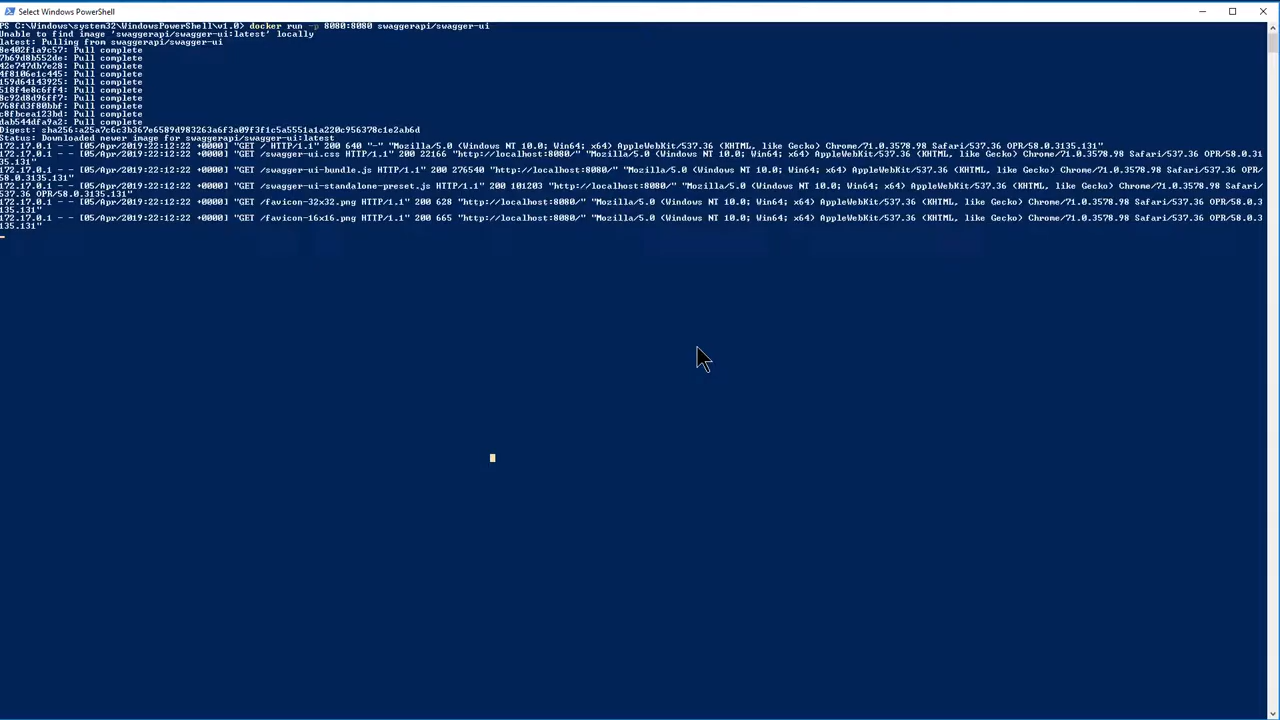 Select Windows PowerShell
PS C:\Windows\system32\WindowsPowerShell\v1.0> docker run -p 8080:8080 swaggerapi/swagger-ui
Unable to find image 'swaggerapi/swagger-ui:latest' locally
latest: Pulling from swaggerapi/swagger-ui
8e402f1a9c57: Pull complete
7b69d8b552de: Pull complete
42e747db7e28: Pull complete
4f8106e1c445: Pull complete
159d64143925: Pull complete
518f4e8c6ff4: Pull complete
8c92d8d96ff7: Pull complete
768fd3f80bbf: Pull complete
c8fbcea123bd: Pull complete
dab544dfa9a2: Pull complete
Digest: sha256:a25a7c6c3b367e6589d983263a6f3a09f3f1c5a5551a1a220c956378c1e2ab6d
Status: Downloaded newer image for swaggerapi/swagger-ui:latest
172.17.0.1 - - [05/Apr/2019:22:12:22 +0000] "GET / HTTP/1.1" 200 640 "-" "Mozilla/5.0 (Windows NT 10.0; Win64; x64) AppleWebKit/537.36 (KHTML, like Gecko) Chrome/71.0.3578.98 Safari/537.36 OPR/58.0.3135.131"
172.17.0.1 - - [05/Apr/2019:22:12:22 +0000] "GET /swagger-ui.css HTTP/1.1" 200 22166 "http://localhost:8080/" "Mozilla/5.0 (Windows NT 10.0; Win64; x64) AppleWebKit/537.36 (KHTML, like Gecko) Chrome/71.0.3578.98 Safari/537.36 OPR/58.0.31
35.131"
172.17.0.1 - - [05/Apr/2019:22:12:22 +0000] "GET /swagger-ui-bundle.js HTTP/1.1" 200 276540 "http://localhost:8080/" "Mozilla/5.0 (Windows NT 10.0; Win64; x64) AppleWebKit/537.36 (KHTML, like Gecko) Chrome/71.0.3578.98 Safari/537.36 OPR/
58.0.3135.131"
172.17.0.1 - - [05/Apr/2019:22:12:22 +0000] "GET /swagger-ui-standalone-preset.js HTTP/1.1" 200 101203 "http://localhost:8080/" "Mozilla/5.0 (Windows NT 10.0; Win64; x64) AppleWebKit/537.36 (KHTML, like Gecko) Chrome/71.0.3578.98 Safari/
537.36 OPR/58.0.3135.131"
172.17.0.1 - - [05/Apr/2019:22:12:22 +0000] "GET /favicon-32x32.png HTTP/1.1" 200 628 "http://localhost:8080/" "Mozilla/5.0 (Windows NT 10.0; Win64; x64) AppleWebKit/537.36 (KHTML, like Gecko) Chrome/71.0.3578.98 Safari/537.36 OPR/58.0.3
135.131"
172.17.0.1 - - [05/Apr/2019:22:12:22 +0000] "GET /favicon-16x16.png HTTP/1.1" 200 665 "http://localhost:8080/" "Mozilla/5.0 (Windows NT 10.0; Win64; x64) AppleWebKit/537.36 (KHTML, like Gecko) Chrome/71.0.3578.98 Safari/537.36 OPR/58.0.3
135.131"